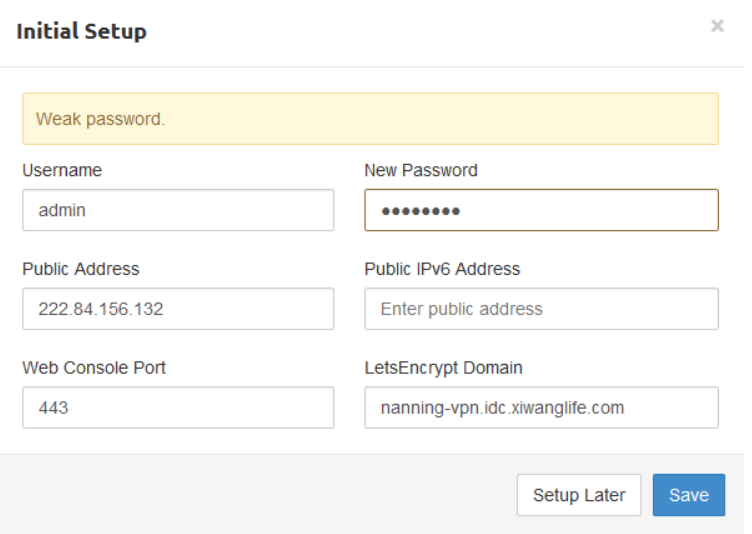 Initial Setup
×
Weak password.
Username
New Password
admin
••••••••
Public Address
Public IPv6 Address
222.84.156.132
Enter public address
Web Console Port
LetsEncrypt Domain
443
nanning-vpn.idc.xiwanglife.com
Setup Later
Save